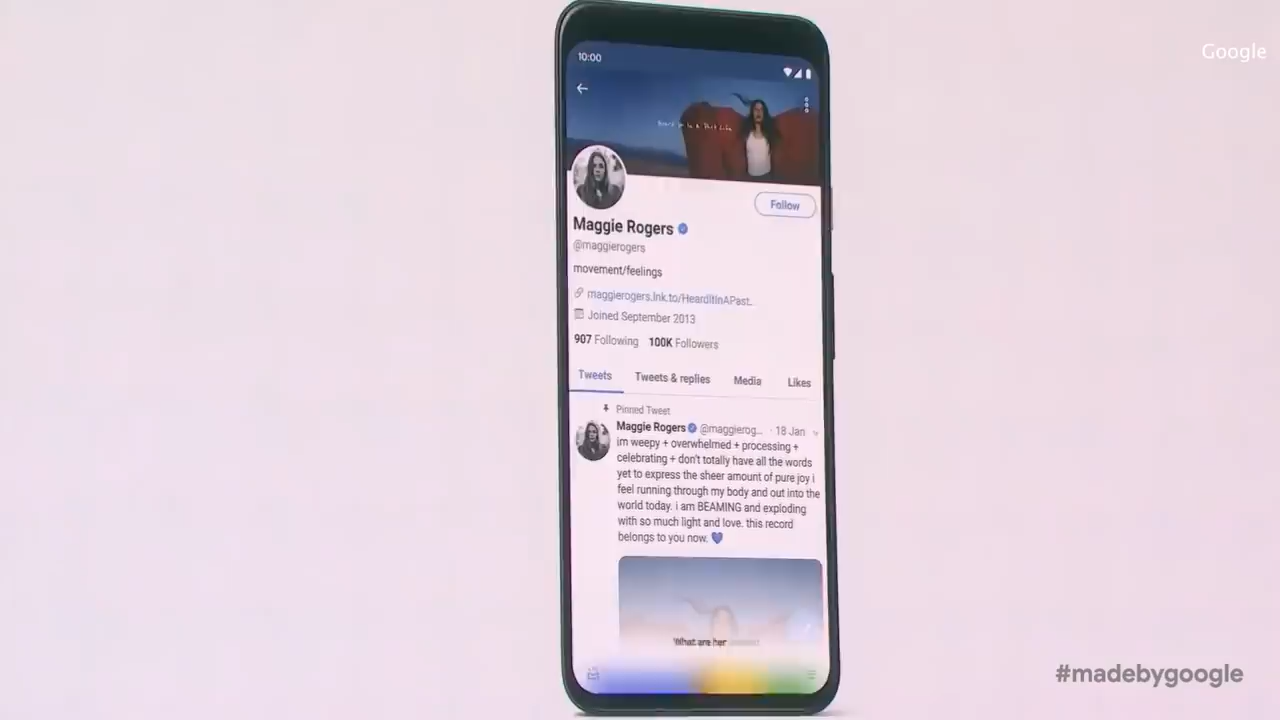 Google
10:00
Maggie Rogers
@maggierogers
movement/feelings
maggierogers.lnk.to/HearditInAPast...
Joined September 2013
907 Following 100K Followers
Follow
Tweets Tweets & replies Media Likes
Pinned Tweet
Maggie Rogers @maggierog... · 18 Jan
im weepy + overwhelmed + processing +
celebrating + don't totally have all the words
yet to express the sheer amount of pure joy i
feel running through my body and out into the
world today. i am BEAMING and exploding
with so much light and love. this record
belongs to you now. 💙
What are her
#madebygoogle